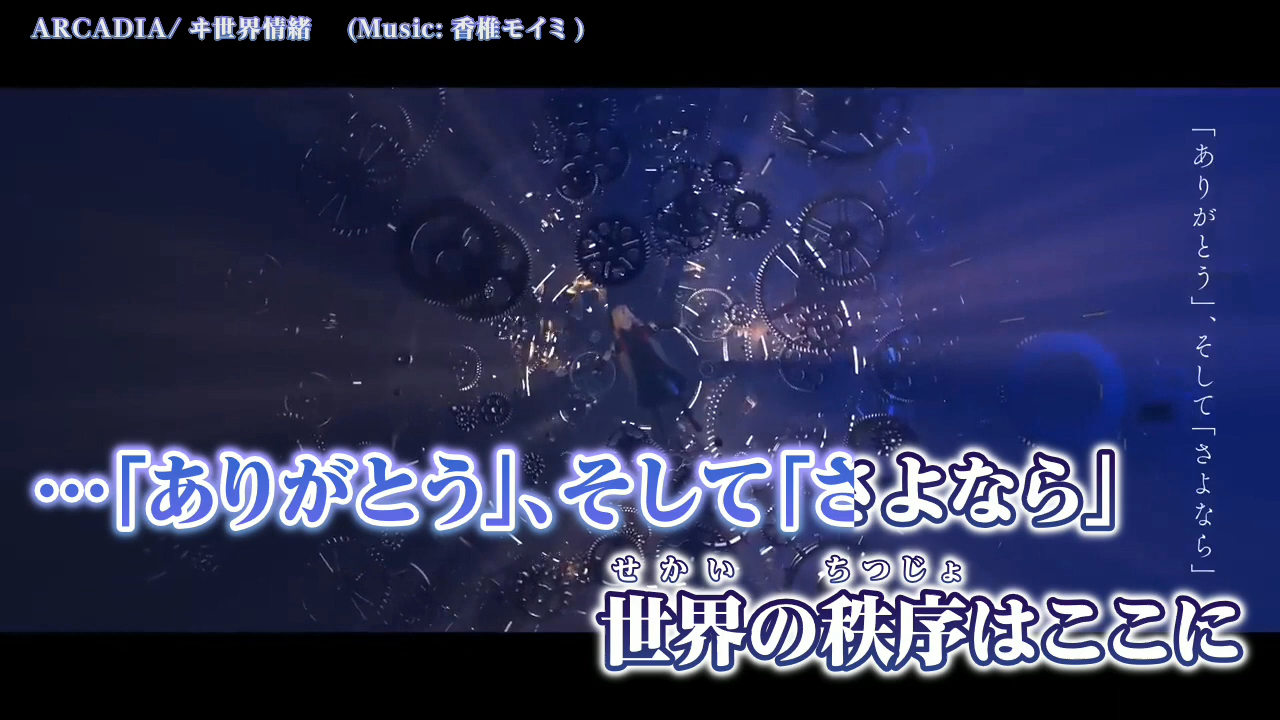 ARCADIA/ ヰ世界情緒　(Music: 香椎モイミ)
「ありがとう」、そして「さよなら」
…「ありがとう」、そして「さよなら」
せかい　ちつじょ
世界の秩序はここに